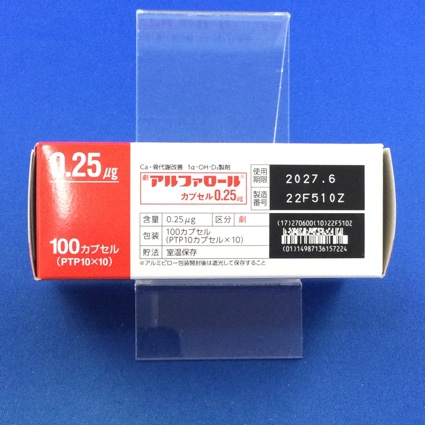 0.25μg
100カプセル
(PTP10×10)
Ca・骨代謝改善 1α-OH-D₃製剤
劇 アルファロール®
カプセル0.25μg
含量 0.25μg 区分 劇
包装 100カプセル
(PTP10カプセル×10)
貯法 室温保存
※アルミピロー包装開封後は遮光して保存すること
使用期限 2027.6
製造番号 22F510Z
(17)270600(10)22F510Z
(01)14987136157224